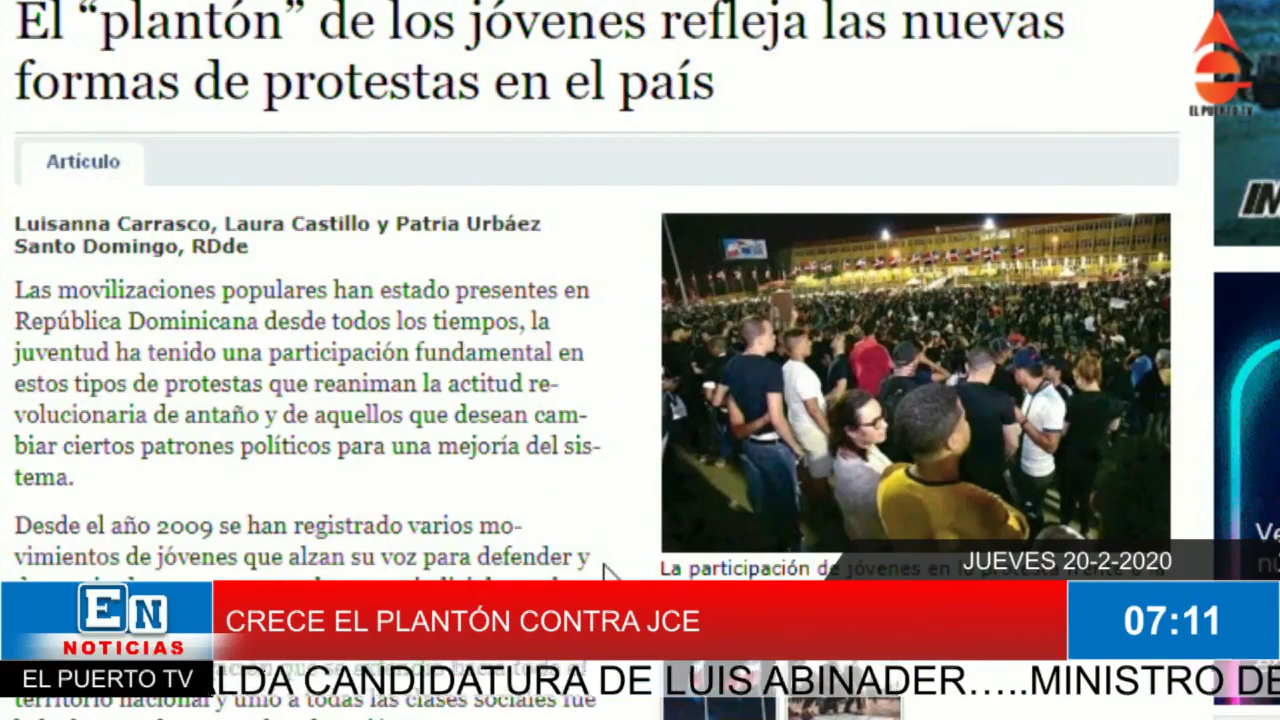 El “plantón” de los jóvenes refleja las nuevas
formas de protestas en el país
EL PUERTO TV
Artículo
Luisanna Carrasco, Laura Castillo y Patria Urbáez
Santo Domingo, RDde
Las movilizaciones populares han estado presentes en
República Dominicana desde todos los tiempos, la
juventud ha tenido una participación fundamental en
estos tipos de protestas que reaniman la actitud re-
volucionaria de antaño y de aquellos que desean cam-
biar ciertos patrones políticos para una mejoría del sis-
tema.
Desde el año 2009 se han registrado varios mo-
vimientos de jóvenes que alzan su voz para defender y
La participación de jóvenes en la protesta frente a la
JUEVES 20-2-2020
EN
NOTICIAS
CRECE EL PLANTÓN CONTRA JCE
07:11
EL PUERTO TV
LDA CANDIDATURA DE LUIS ABINADER.....MINISTRO DE
territorio nacional y unió a todas las clases sociales fue